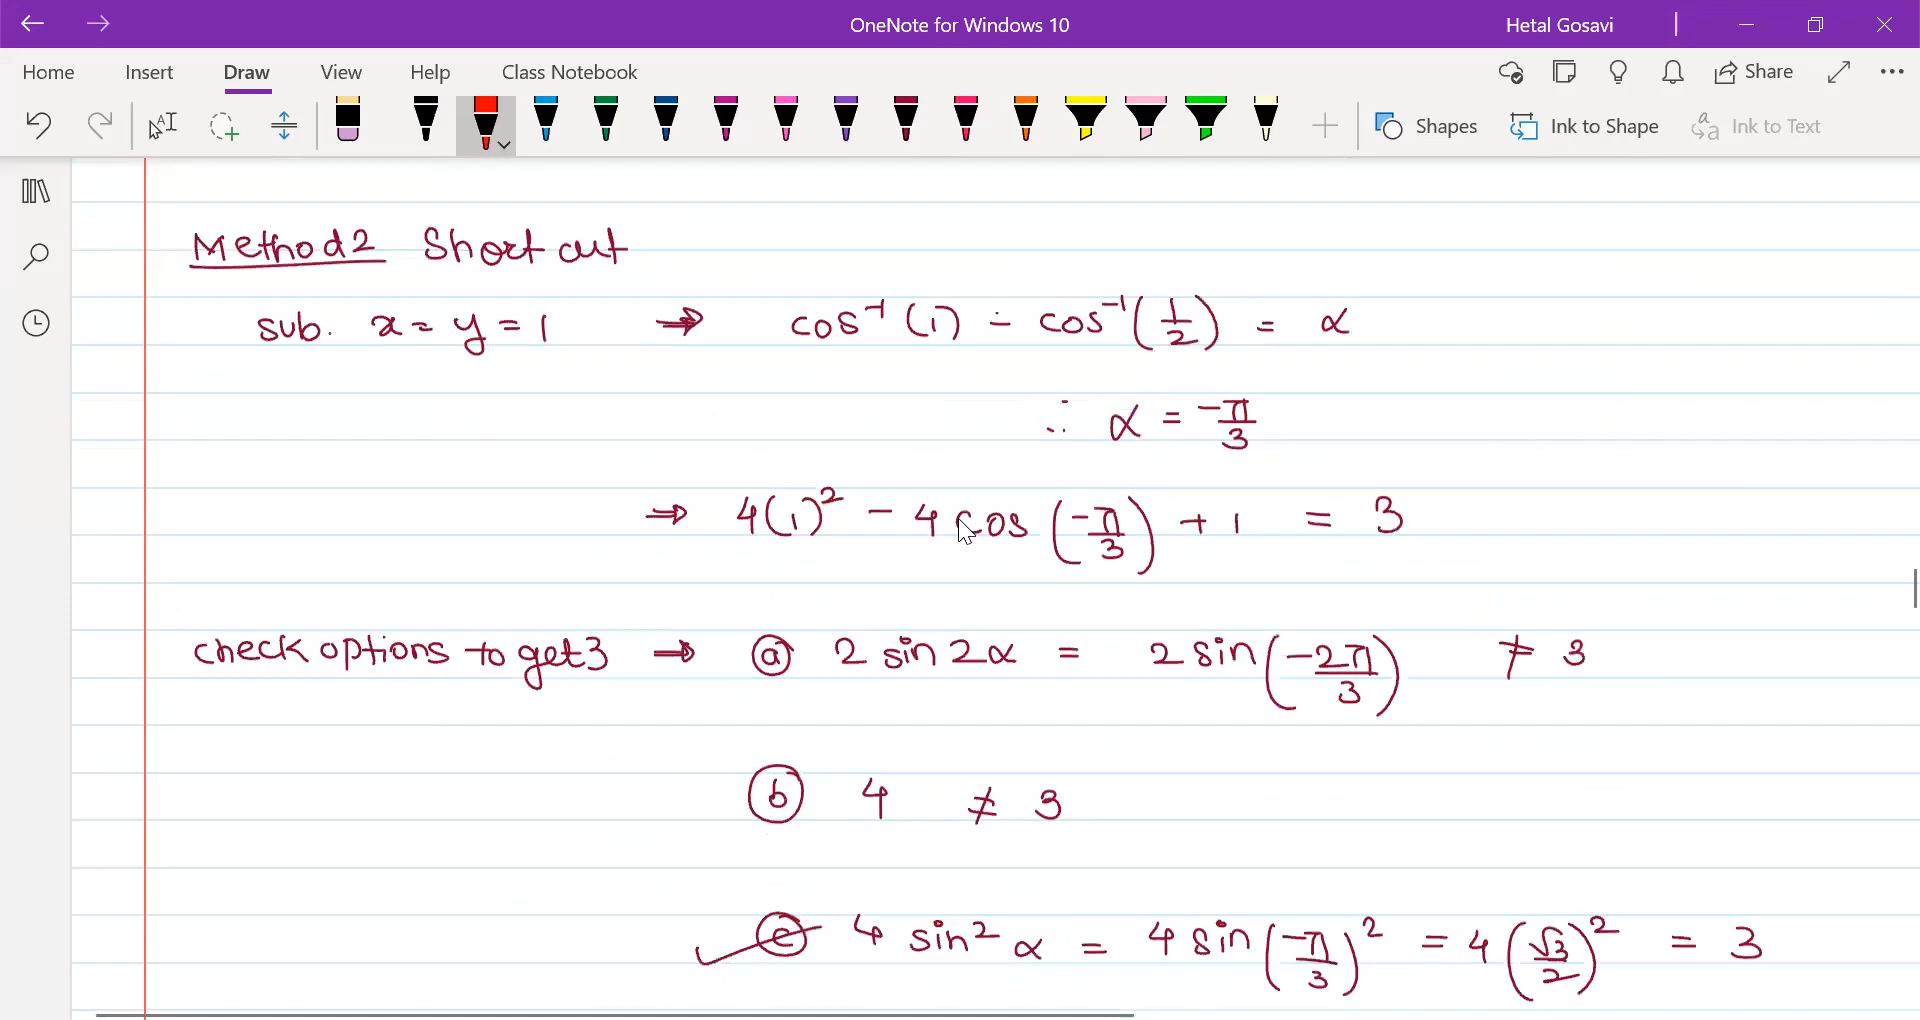 OneNote for Windows 10
Hetal Gosavi
Home Insert Draw View Help Class Notebook
Share
Shapes Ink to Shape Ink to Text
Method 2 Short cut
sub. x = y = 1 ⇒ cos⁻¹(1) - cos⁻¹(1/2) = α
∴ α = -π/3
⇒ 4(1)² - 4 cos(-π/3) + 1 = 3
check options to get 3 ⇒ ⓐ 2 sin 2α = 2 sin(-2π/3) ≠ 3
ⓑ 4 ≠ 3
ⓒ 4 sin² α = 4 sin(-π/3)² = 4(√3/2)² = 3